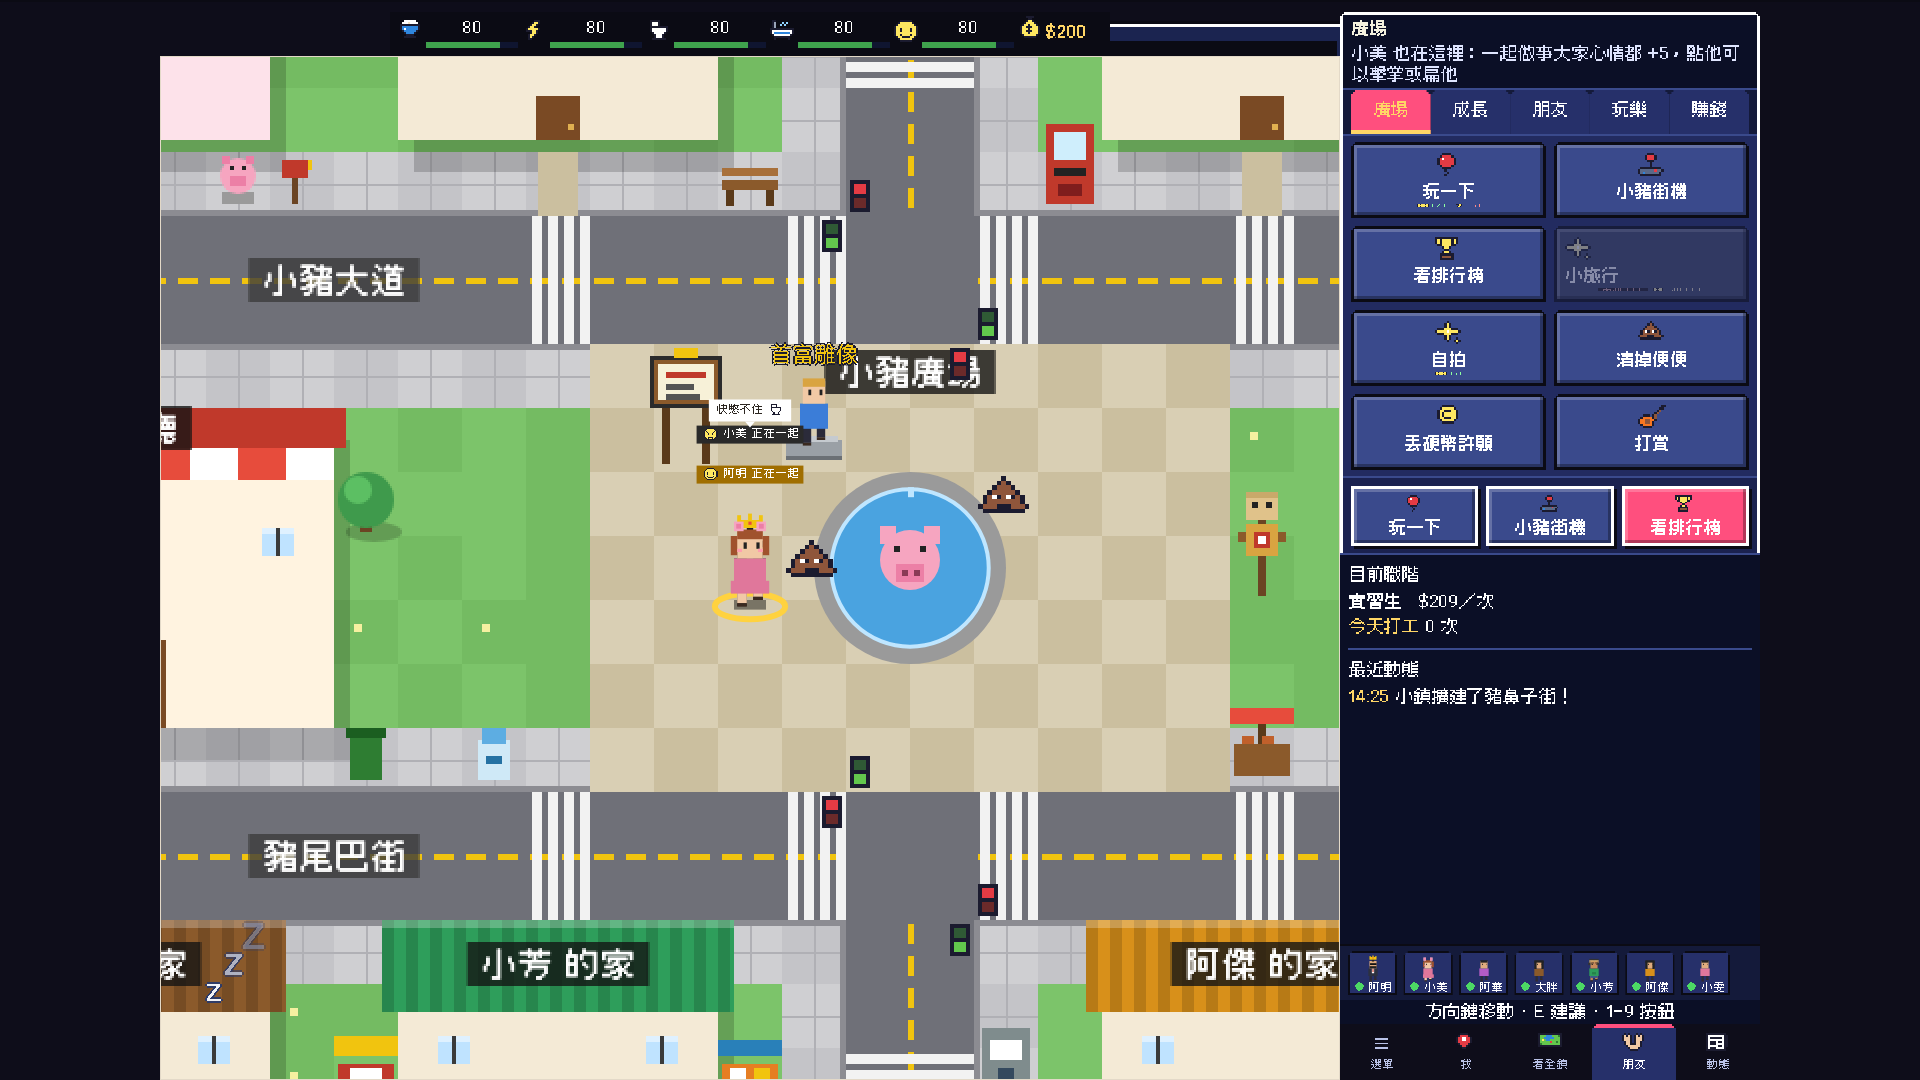 80
80
80
80
80
$200
廣場
小美 也在這裡：一起做事大家心情都 +5，點他可
以擊掌或扁他
廣場
成長
朋友
玩樂
賺錢
玩一下
小豬街機
看排行榜
小旅行
自拍
清掉便便
丟硬幣許願
打賞
玩一下
小豬街機
看排行榜
目前職階
實習生 $209／次
今天打工 0 次
最近動態
14:25 小鎮擴建了豬鼻子街！
小豬大道
首富雕像
小豬廣場
快憋不住
小美 正在一起
阿明 正在一起
豬尾巴街
家
Z
Z
Z
小芳 的家
阿傑 的家
阿明
小美
阿華
大胖
小芳
阿傑
小雯
方向鍵移動 · E 建議 · 1-9 按鈕
選單
我
看全鎮
朋友
動態